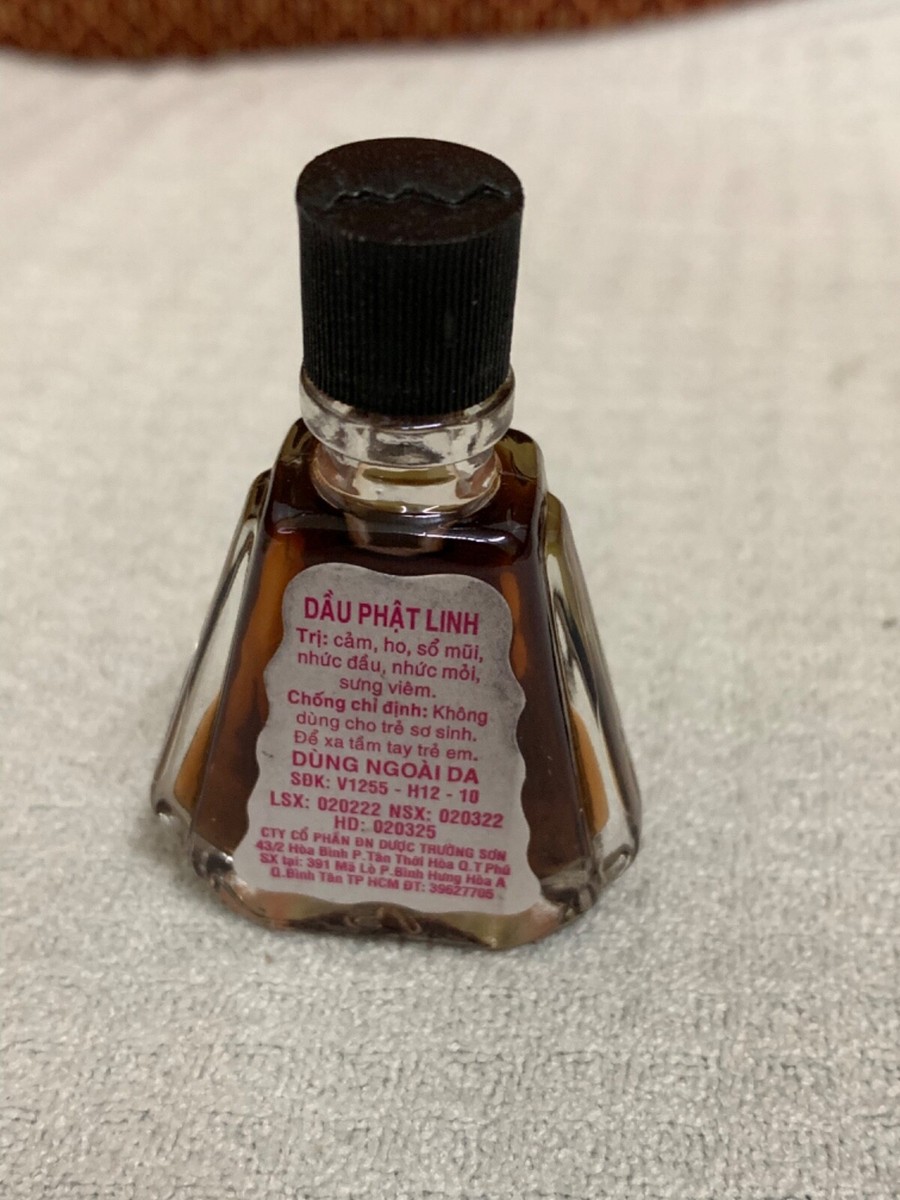 DẦU PHẬT LINH
Trị: cảm, ho, sổ mũi,
nhức đầu, nhức mỏi,
sưng viêm.
Chống chỉ định: Không
dùng cho trẻ sơ sinh.
Để xa tầm tay trẻ em.
DÙNG NGOÀI DA
SĐK: V1255 - H12 - 10
LSX: 020222 NSX: 020322
HD: 020325
CTY CỔ PHẦN ĐN DƯỢC TRƯỜNG SƠN
43/2 Hòa Bình P.Tân Thới Hòa Q.T Phú
SX tại: 391 Mã Lò P.Bình Hưng Hòa A
Q.Bình Tân TP HCM ĐT: 39627705